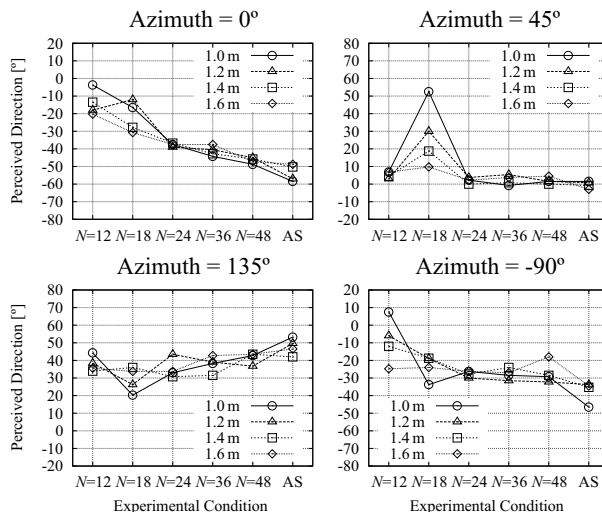 Azimuth = 0º
Perceived Direction [º]
20
10
0
-10
-20
-30
-40
-50
-60
-70
-80
1.0 m
1.2 m
1.4 m
1.6 m
N=12 N=18 N=24 N=36 N=48 AS
Azimuth = 45º
80
70
60
50
40
30
20
10
0
-10
-20
1.0 m
1.2 m
1.4 m
1.6 m
N=12 N=18 N=24 N=36 N=48 AS
Azimuth = 135º
Perceived Direction [º]
80
70
60
50
40
30
20
10
0
-10
-20
1.0 m
1.2 m
1.4 m
1.6 m
N=12 N=18 N=24 N=36 N=48 AS
Experimental Condition
Azimuth = -90º
20
10
0
-10
-20
-30
-40
-50
-60
-70
-80
1.0 m
1.2 m
1.4 m
1.6 m
N=12 N=18 N=24 N=36 N=48 AS
Experimental Condition